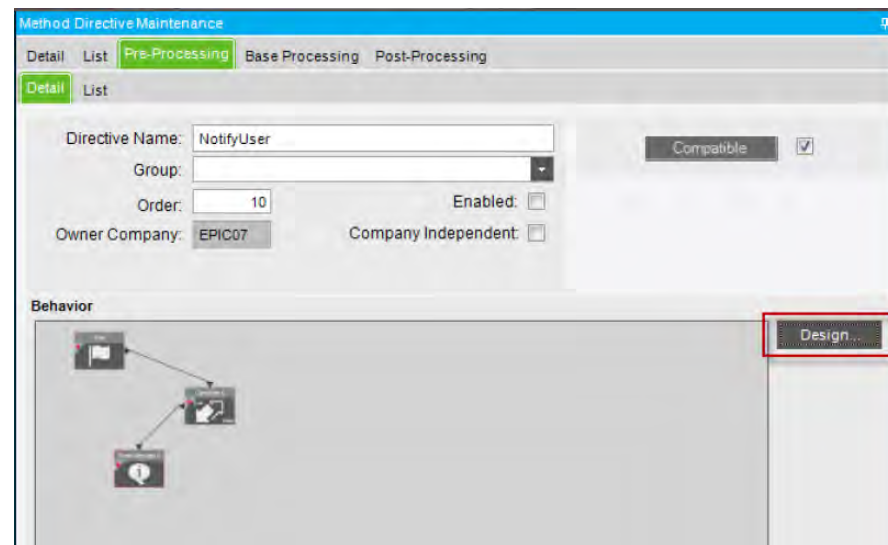 Method Directive Maintenance
Detail List Pre-Processing Base Processing Post-Processing
Detail List
Directive Name: NotifyUser
Compatible
Group:
Order: 10 Enabled:
Owner Company: EPIC07 Company Independent:
Behavior
Design...